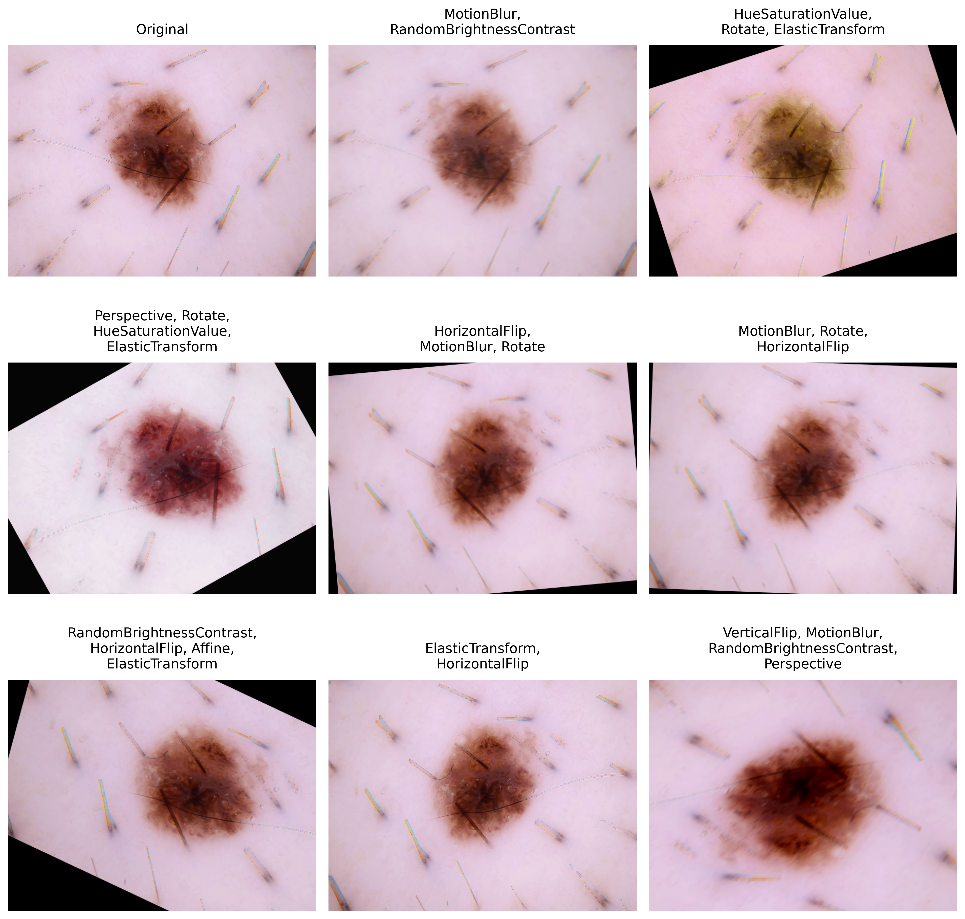 Original
MotionBlur,
RandomBrightnessContrast
HueSaturationValue,
Rotate, ElasticTransform
Perspective, Rotate,
HueSaturationValue,
ElasticTransform
HorizontalFlip,
MotionBlur, Rotate
MotionBlur, Rotate,
HorizontalFlip
RandomBrightnessContrast,
HorizontalFlip, Affine,
ElasticTransform
ElasticTransform,
HorizontalFlip
VerticalFlip, MotionBlur,
RandomBrightnessContrast,
Perspective